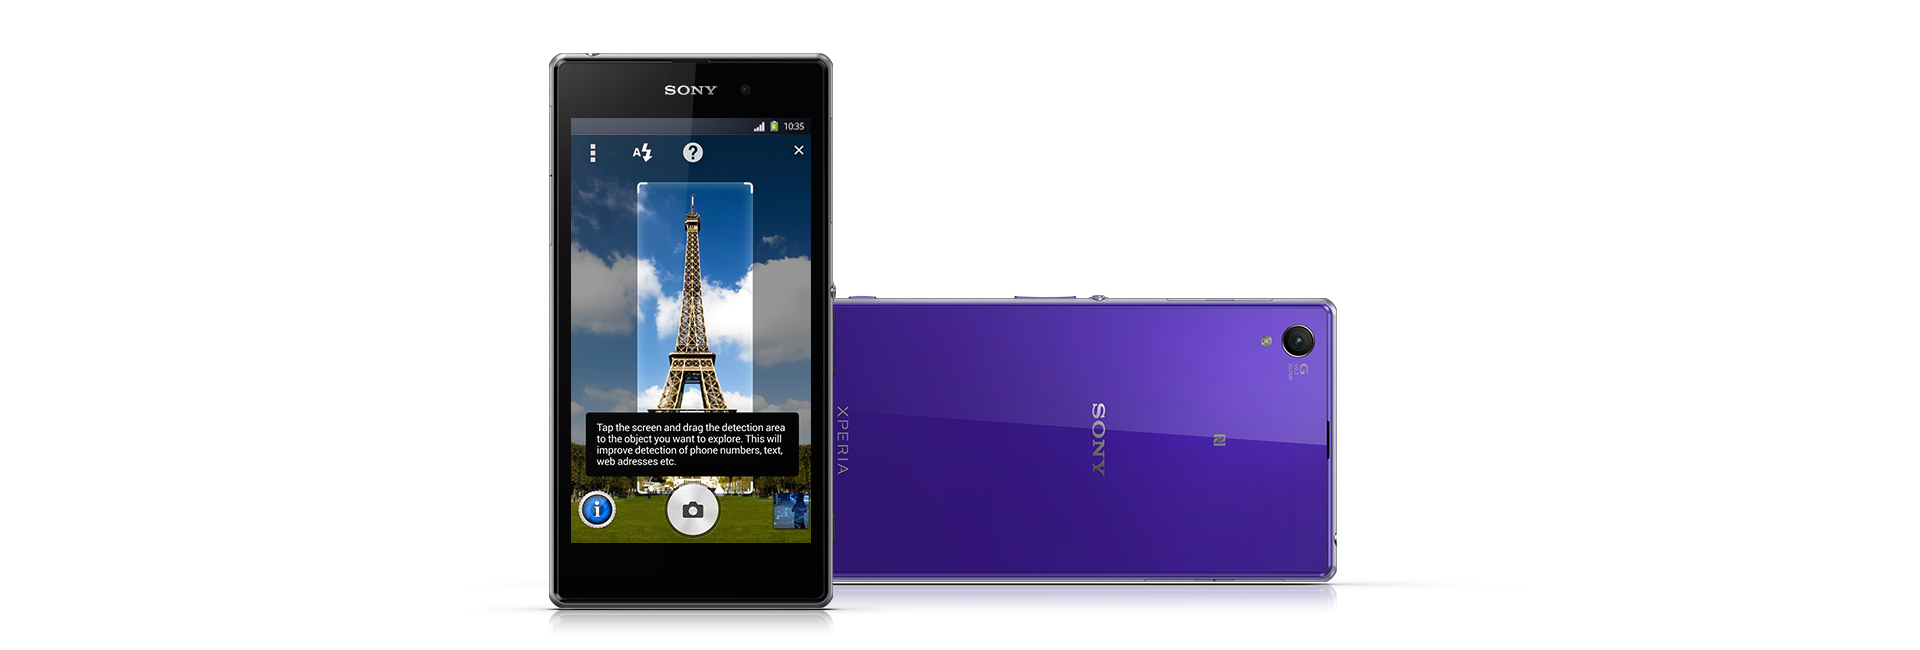 SONY
10:35
A
?
Tap the screen and drag the detection area
to the object you want to explore. This will
improve detection of phone numbers, text,
web adresses etc.
i
XPERIA
SONY
G